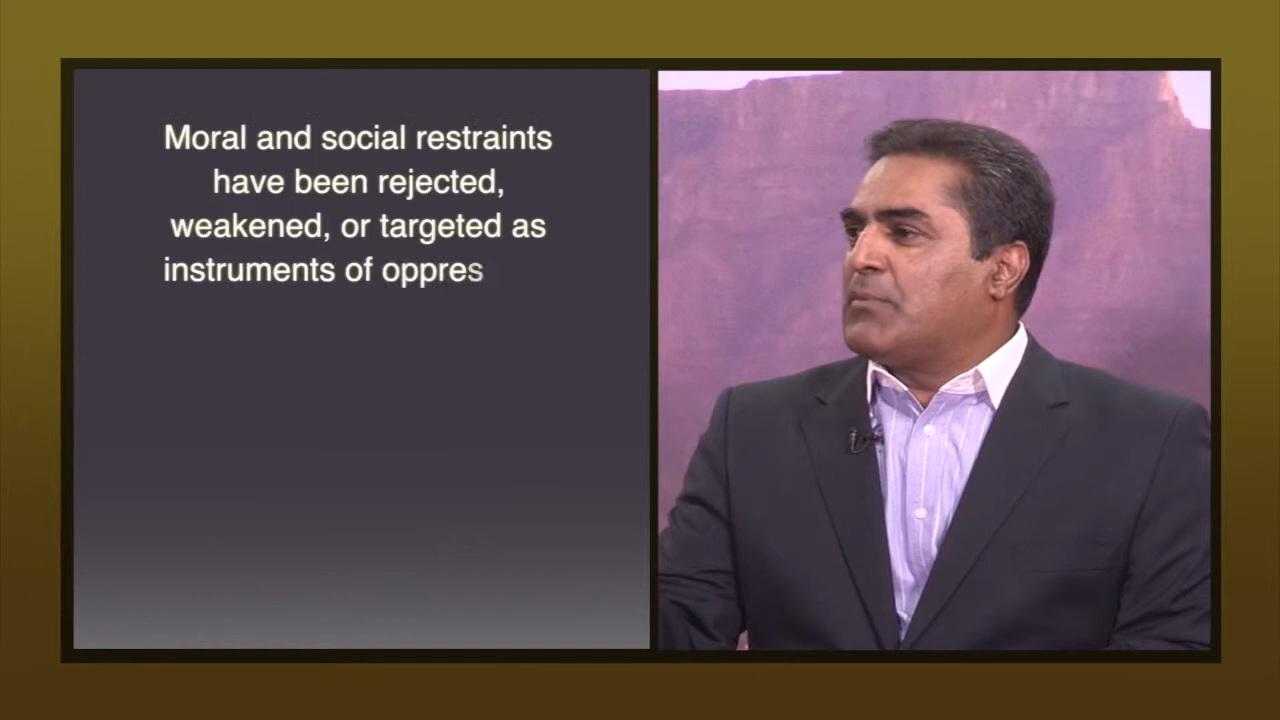 Moral and social restraints
have been rejected,
weakened, or targeted as
instruments of oppres